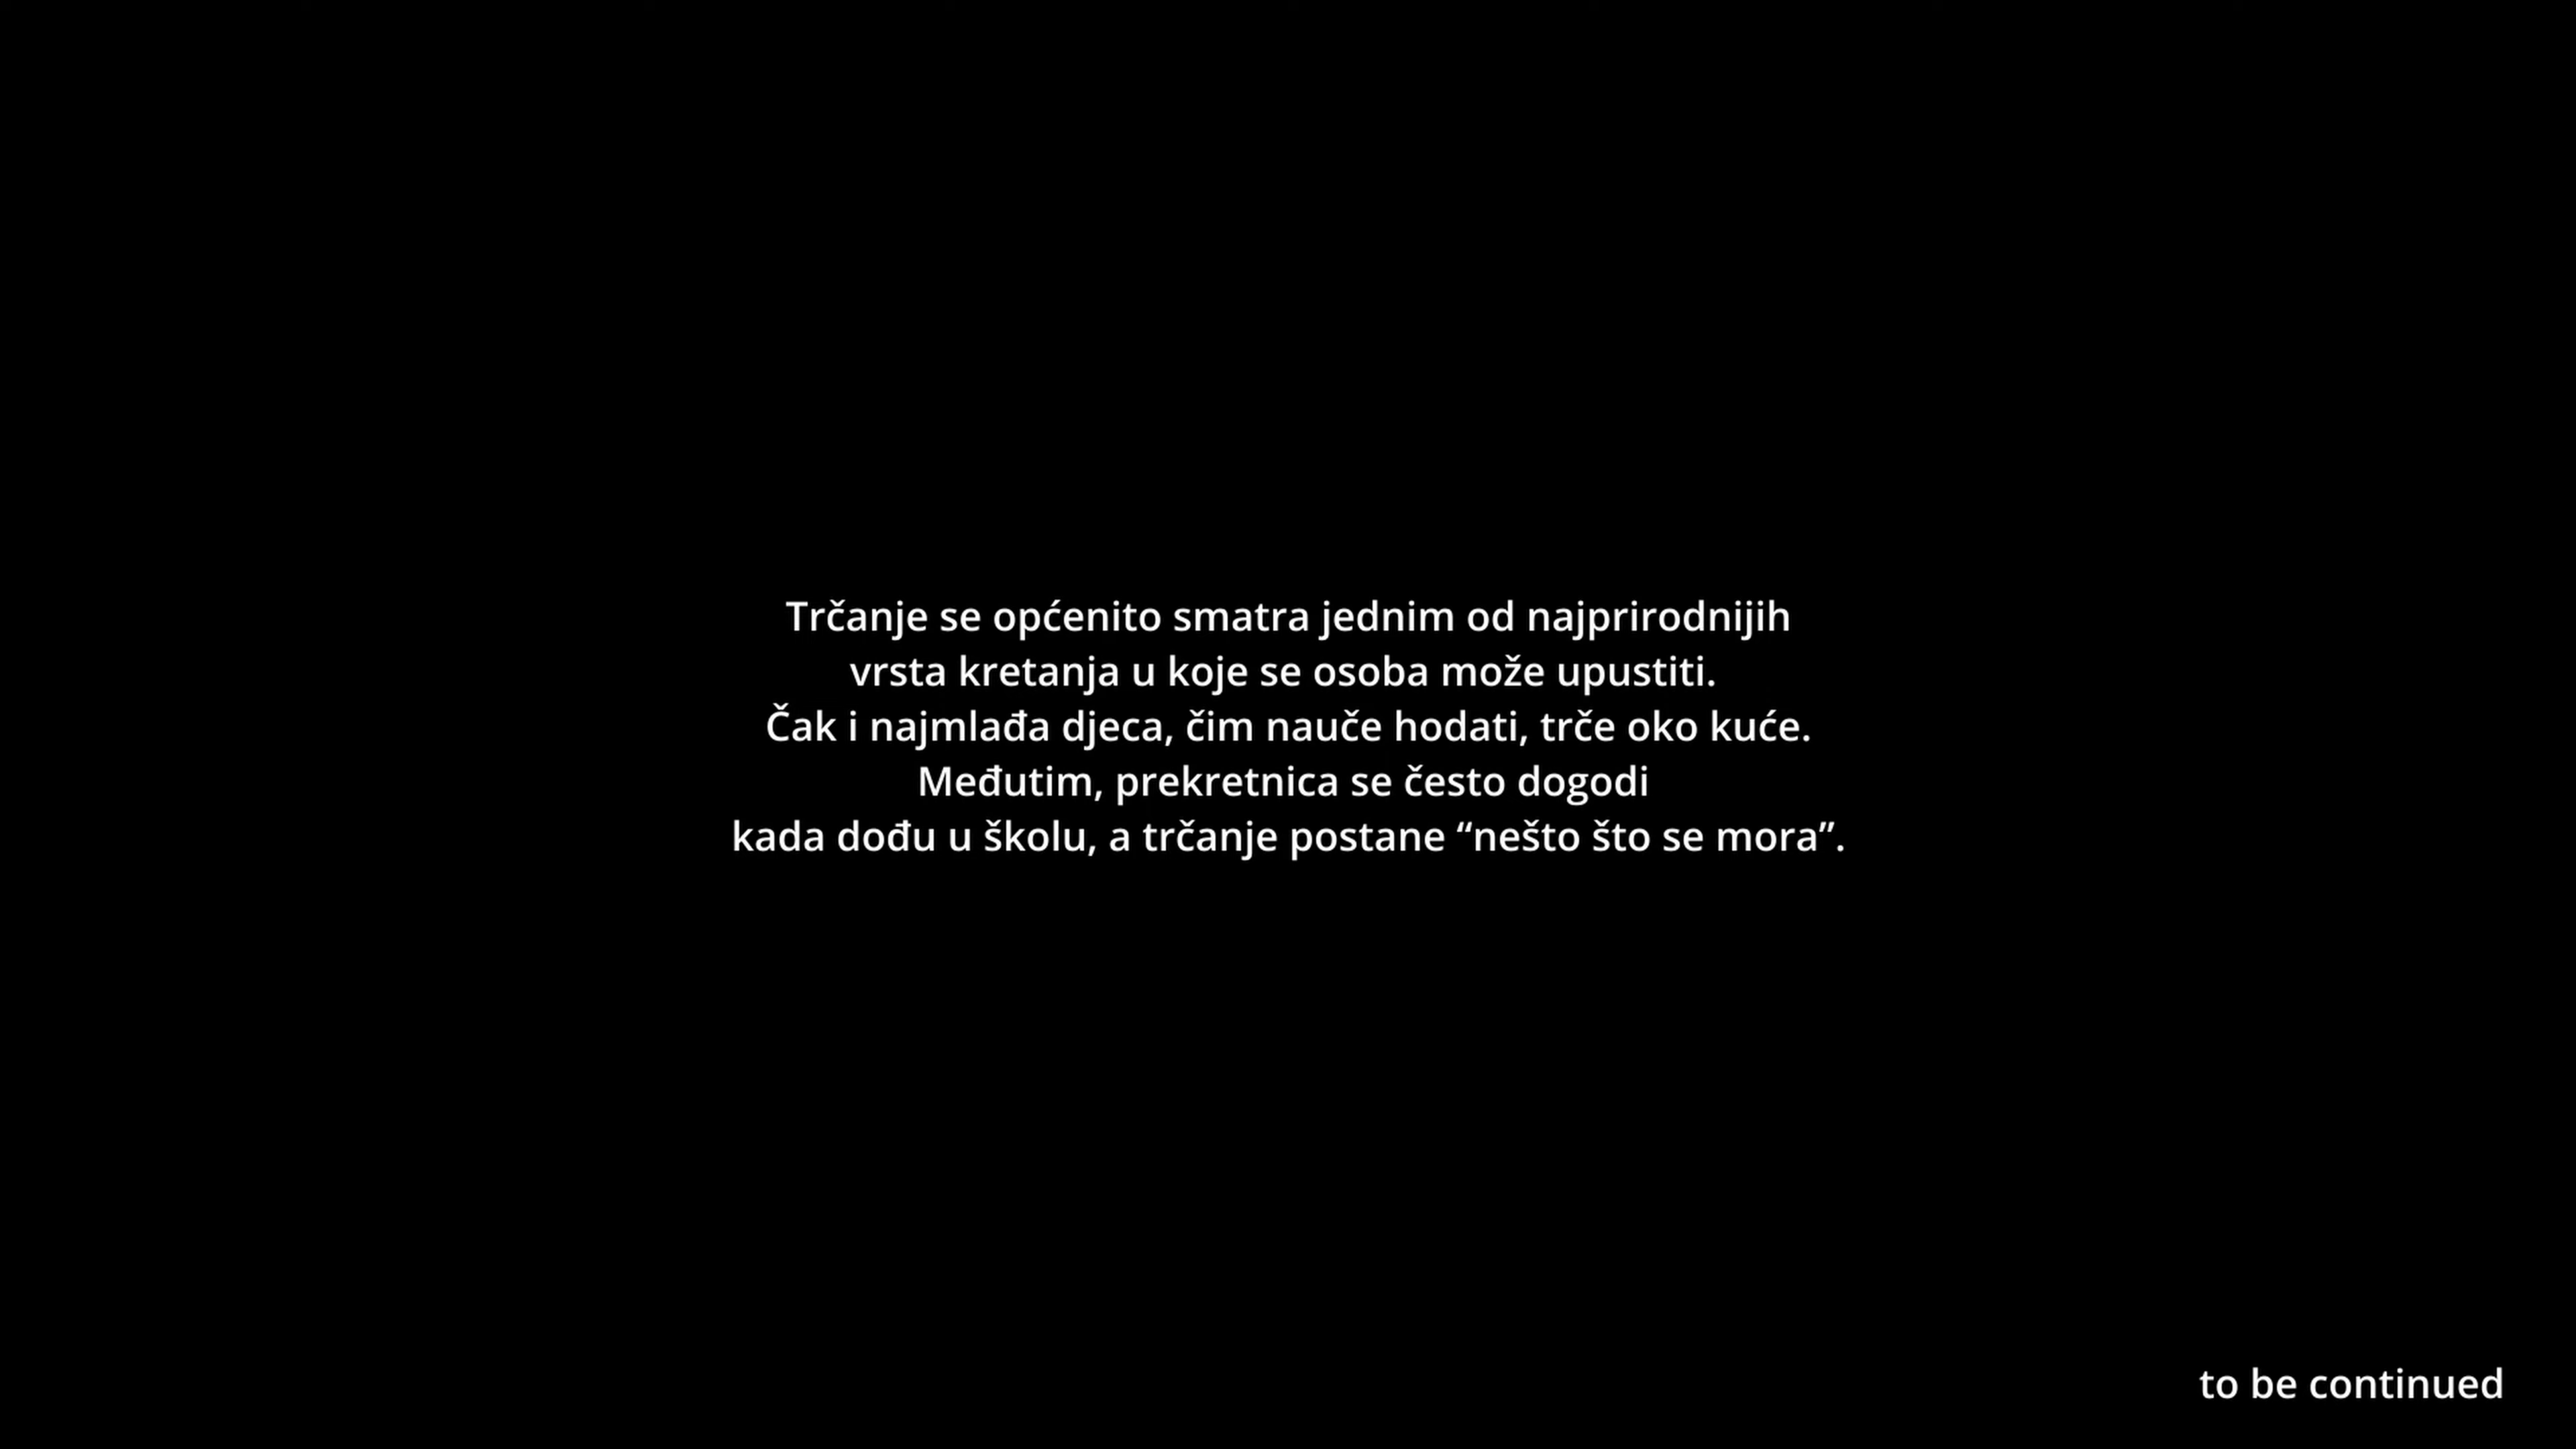 Trčanje se općenito smatra jednim od najprirodnijih
vrsta kretanja u koje se osoba može upustiti.
Čak i najmlađa djeca, čim nauče hodati, trče oko kuće.
Međutim, prekretnica se često dogodi
kada dođu u školu, a trčanje postane “nešto što se mora”.
to be continued